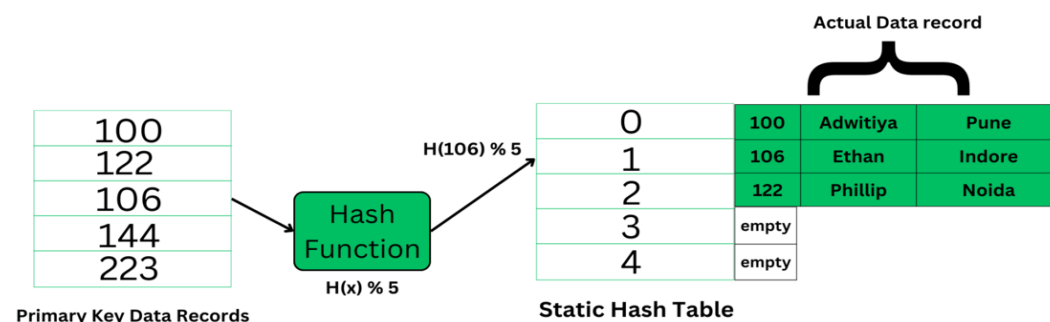 Actual Data record
100
122
106
144
223
Primary Key Data Records
Hash
Function
H(x) % 5
H(106) % 5
0 100 Adwitiya Pune
1 106 Ethan Indore
2 122 Phillip Noida
3 empty
4 empty
Static Hash Table